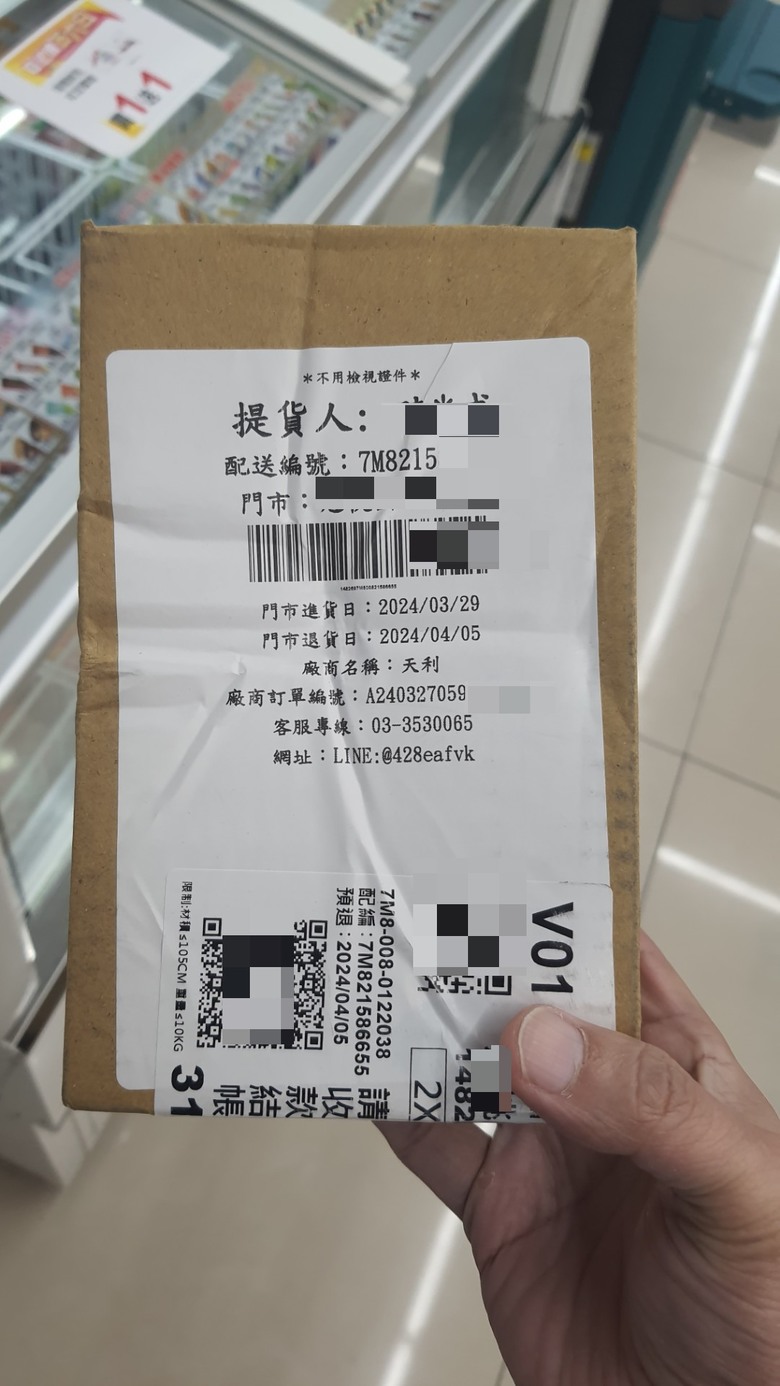 *不用檢視證件*
提貨人:
配送編號：7M8215
門市：
門市進貨日：2024/03/29
門市退貨日：2024/04/05
廠商名稱：天利
廠商訂單編號：A240327059
客服專線：03-3530065
網址：LINE:@428eafvk
V01
7M8-008-0122038
配編：7M821586655
預退：2024/04/05
限制:材積≤105CM 重量≤10KG
1482
2X
請收款結帳
31